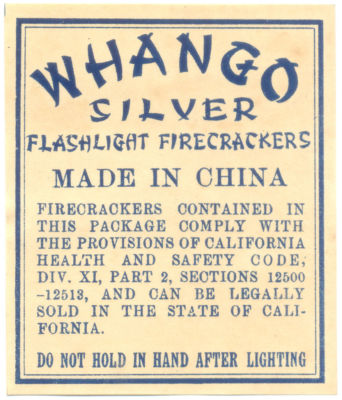 WHANGO
SILVER
FLASHLIGHT FIRECRACKERS
MADE IN CHINA
FIRECRACKERS CONTAINED IN
THIS PACKAGE COMPLY WITH
THE PROVISIONS OF CALIFORNIA
HEALTH AND SAFETY CODE,
DIV. XI, PART 2, SECTIONS 12500
-12513, AND CAN BE LEGALLY
SOLD IN THE STATE OF CALI-
FORNIA.
DO NOT HOLD IN HAND AFTER LIGHTING